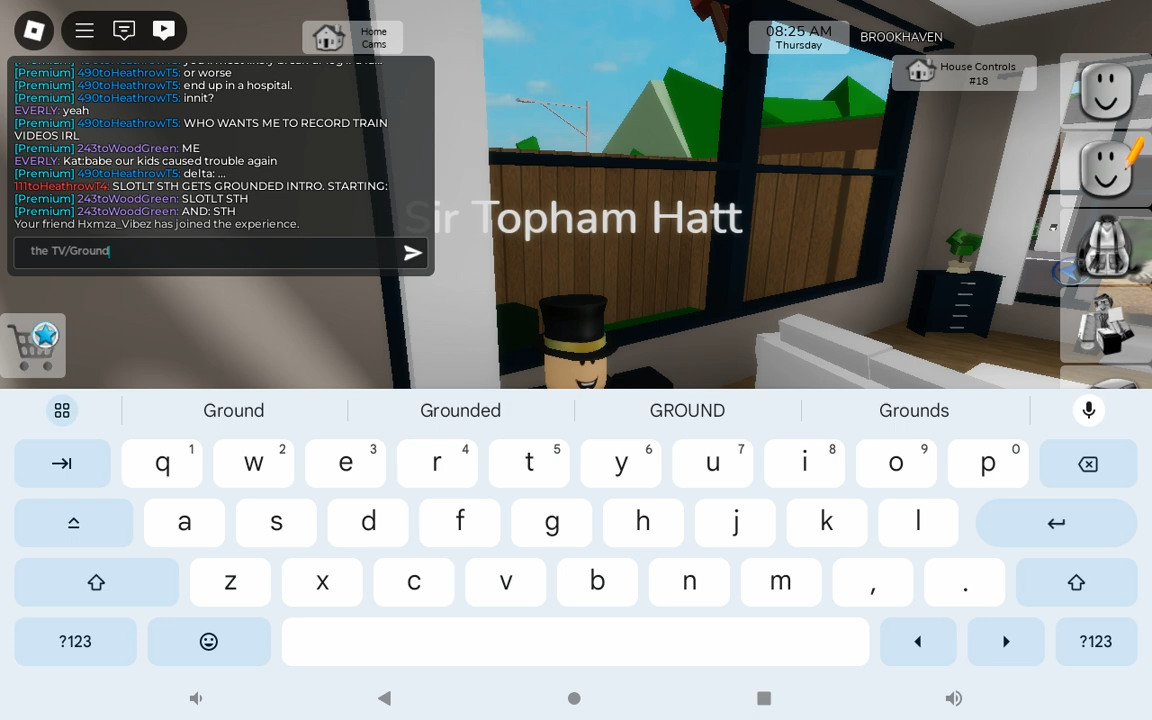 Home
Cams
08:25 AM
Thursday
BROOKHAVEN
House Controls
#18
[Premium] 490toHeathrowT5: or worse
[Premium] 490toHeathrowT5: end up in a hospital.
[Premium] 490toHeathrowT5: innit?
EVERLY: yeah
[Premium] 490toHeathrowT5: WHO WANTS ME TO RECORD TRAIN
VIDEOS IRL
[Premium] 243toWoodGreen: ME
EVERLY: Kat:babe our kids caused trouble again
[Premium] 490toHeathrowT5: delta: ...
111toHeathrowT4: SLOTLT STH GETS GROUNDED INTRO. STARTING:
[Premium] 243toWoodGreen: SLOTLT STH
[Premium] 243toWoodGreen: AND: STH
Your friend Hxmza_Vibez has joined the experience.
the TV/Ground
Sir Topham Hatt
Ground Grounded GROUND Grounds
q 1 w 2 e 3 r 4 t 5 y 6 u 7 i 8 o 9 p 0
a s d f g h j k l
z x c v b n m , .
?123 ?123